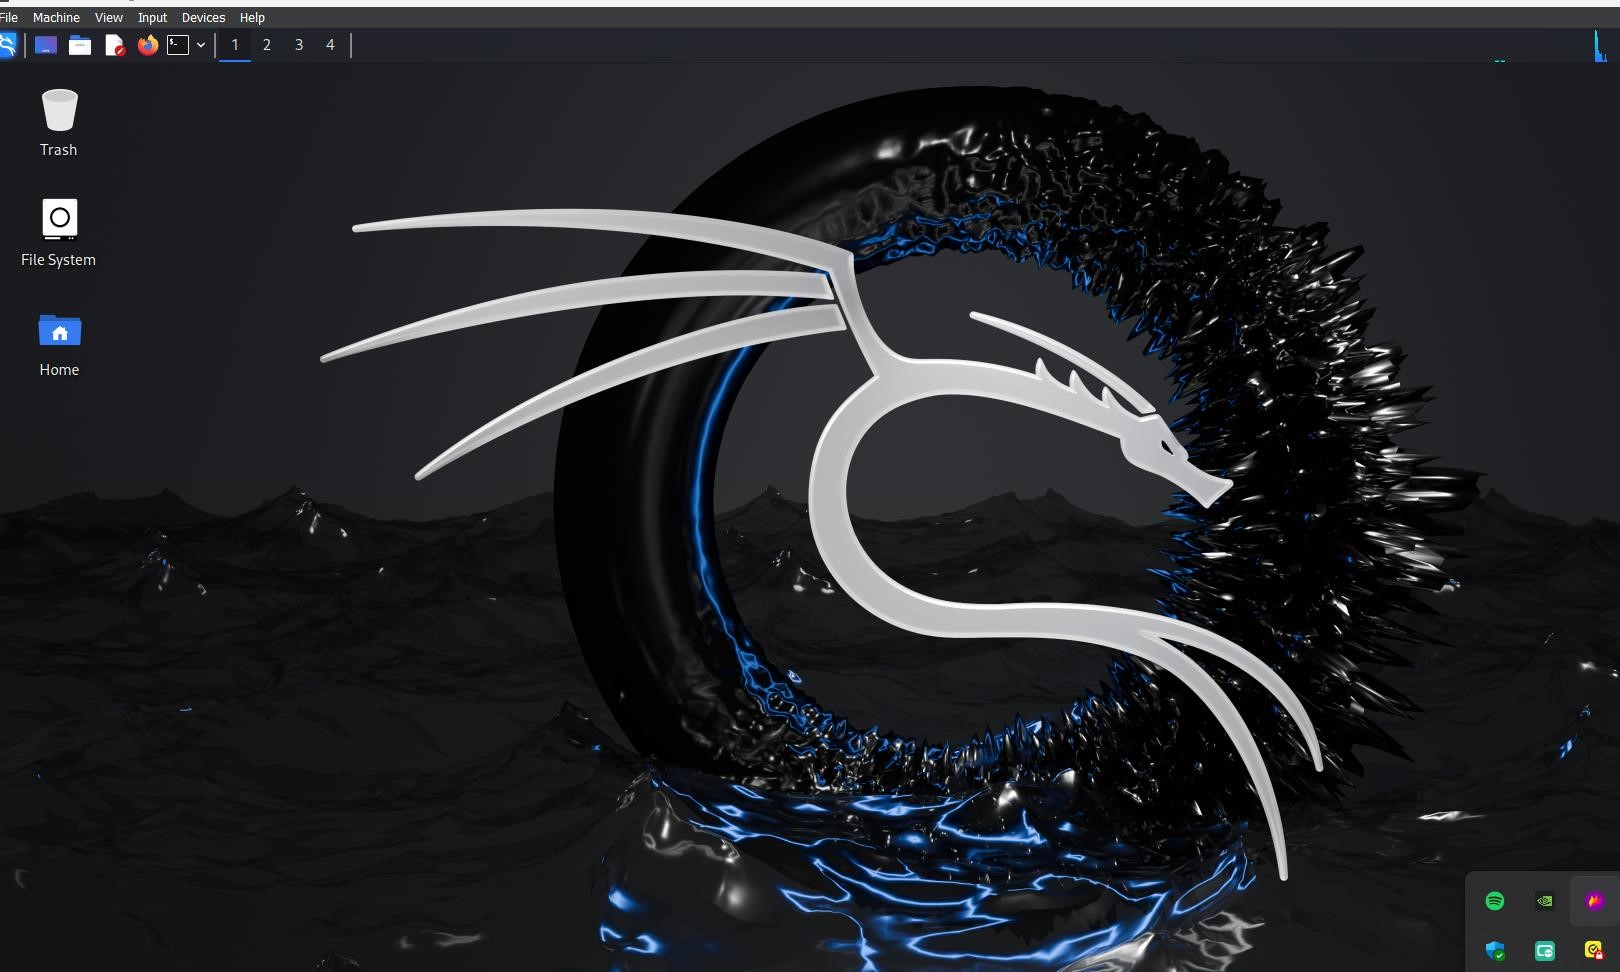 File Machine View Input Devices Help
1 2 3 4
Trash
File System
Home